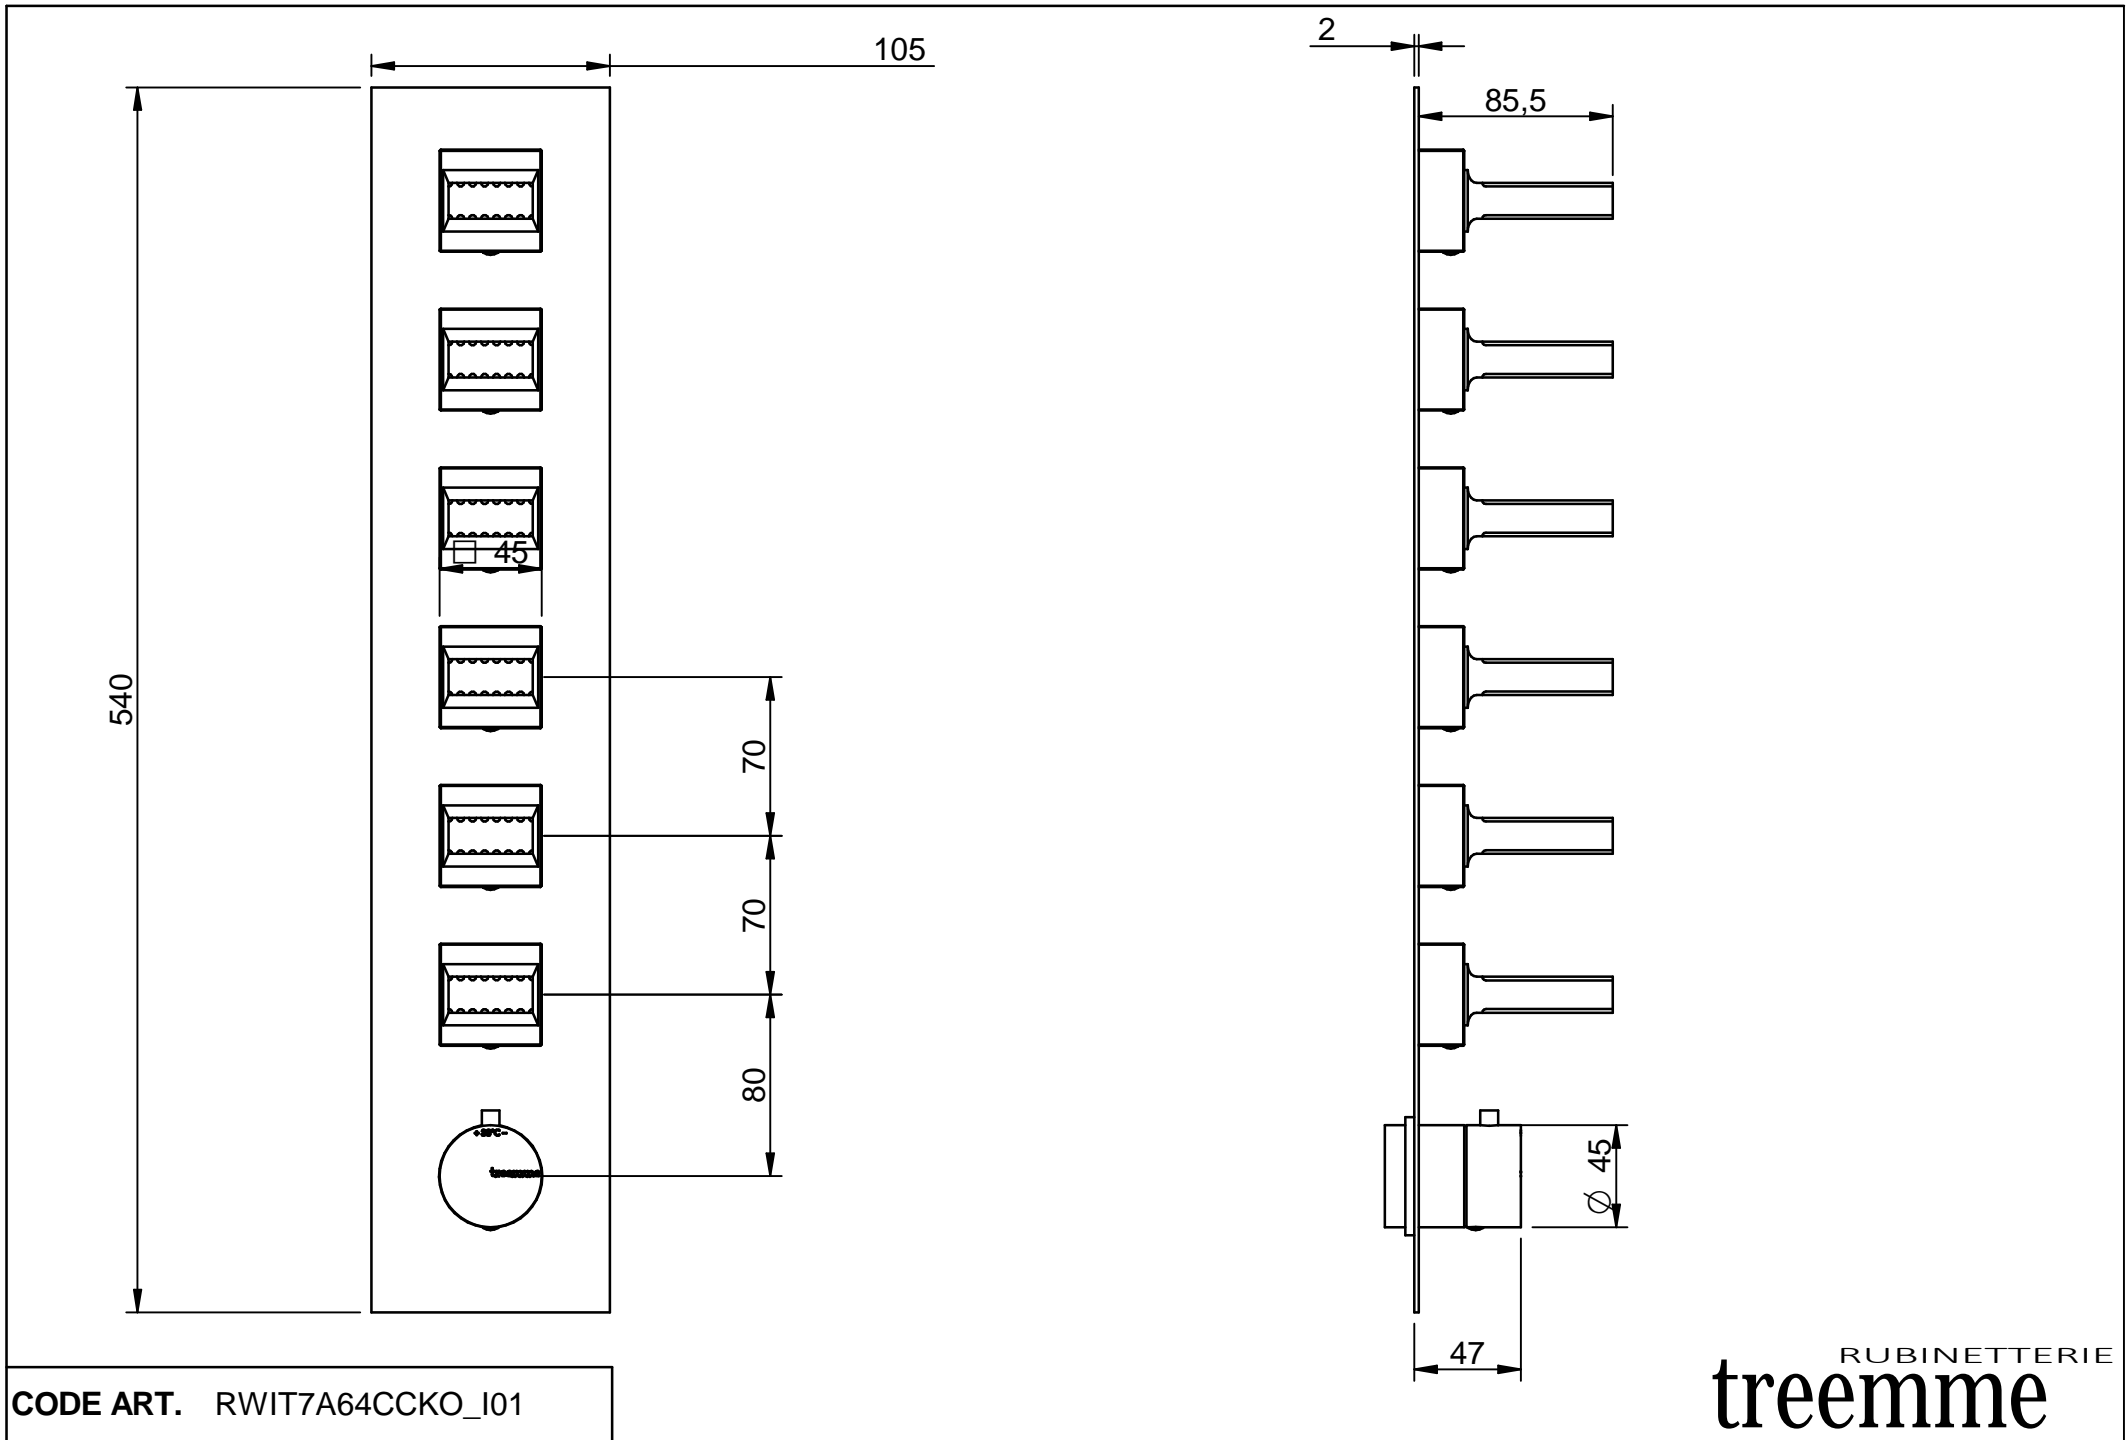 105
2
85,5
□ 45
540
70
70
80
Ø 45
47
RUBINETTERIE
treemme
CODE ART. RWIT7A64CCKO_I01